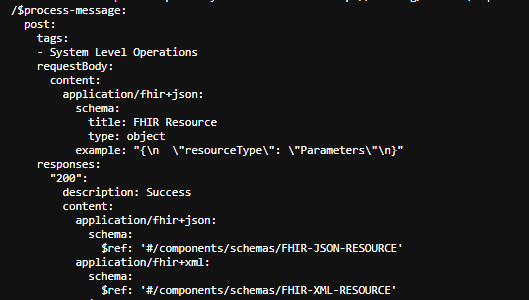 /$process-message:
  post:
    tags:
    - System Level Operations
    requestBody:
      content:
        application/fhir+json:
          schema:
            title: FHIR Resource
            type: object
          example: "{\n  \"resourceType\": \"Parameters\"\n}"
    responses:
      "200":
        description: Success
        content:
          application/fhir+json:
            schema:
              $ref: '#/components/schemas/FHIR-JSON-RESOURCE'
          application/fhir+xml:
            schema:
              $ref: '#/components/schemas/FHIR-XML-RESOURCE'